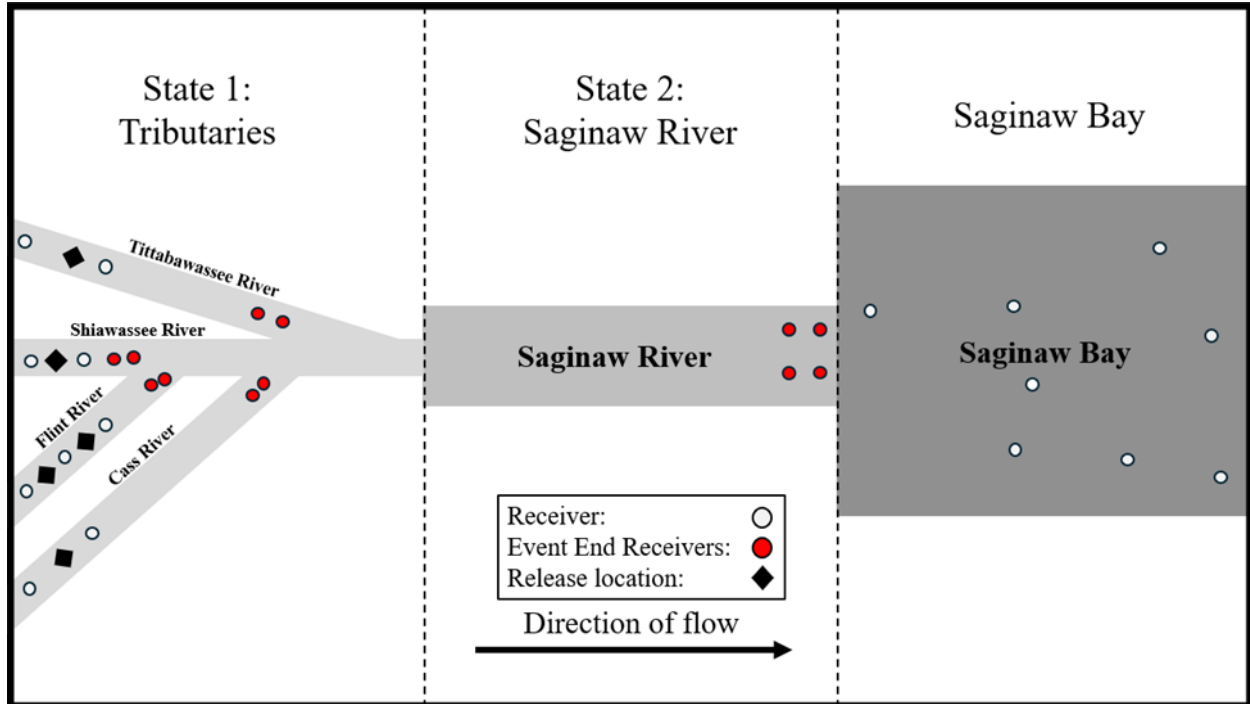 State 1:
Tributaries
State 2:
Saginaw River
Saginaw Bay
Tittabawassee River
Shiawassee River
Flint River
Cass River
Saginaw River
Saginaw Bay
Receiver:
Event End Receivers:
Release location:
Direction of flow